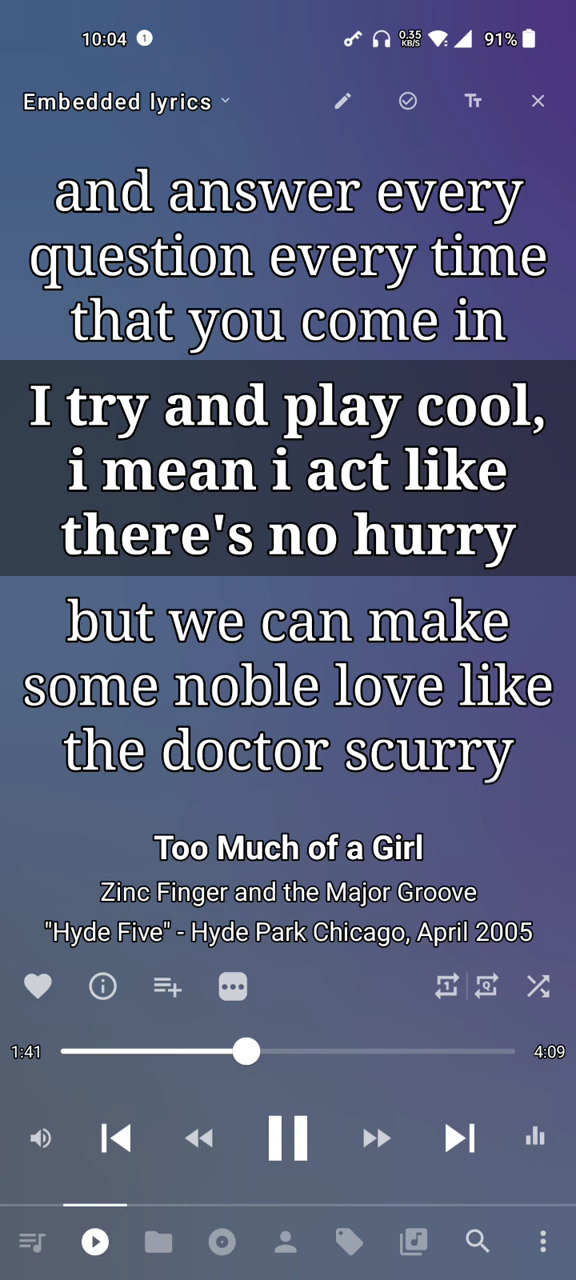 10:04 1 0.35 KB/S 91%
Embedded lyrics Tт
and answer every
question every time
that you come in
I try and play cool,
i mean i act like
there's no hurry
but we can make
some noble love like
the doctor scurry
Too Much of a Girl
Zinc Finger and the Major Groove
"Hyde Five" - Hyde Park Chicago, April 2005
1 Q
1:41 4:09